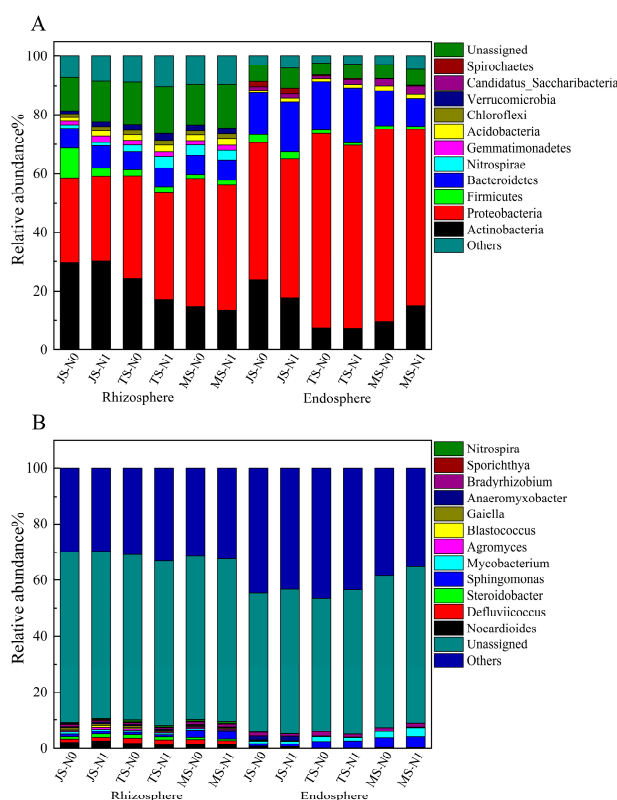 A
Relative abundance%
100
80
60
40
20
0
JS-N0
JS-N1
TS-N0
TS-N1
MS-N0
MS-N1
JS-N0
JS-N1
TS-N0
TS-N1
MS-N0
MS-N1
Rhizosphere
Endosphere
Unassigned
Spirochaetes
Candidatus_Saccharibacteria
Verrucomicrobia
Chloroflexi
Acidobacteria
Gemmatimonadetes
Nitrospirae
Bacteroidetes
Firmicutes
Proteobacteria
Actinobacteria
Others
B
Relative abundance%
100
80
60
40
20
0
JS-N0
JS-N1
TS-N0
TS-N1
MS-N0
MS-N1
JS-N0
JS-N1
TS-N0
TS-N1
MS-N0
MS-N1
Rhizosphere
Endosphere
Nitrospira
Sporichthya
Bradyrhizobium
Anaeromyxobacter
Gaiella
Blastococcus
Agromyces
Mycobacterium
Sphingomonas
Steroidobacter
Defluviicoccus
Nocardioides
Unassigned
Others